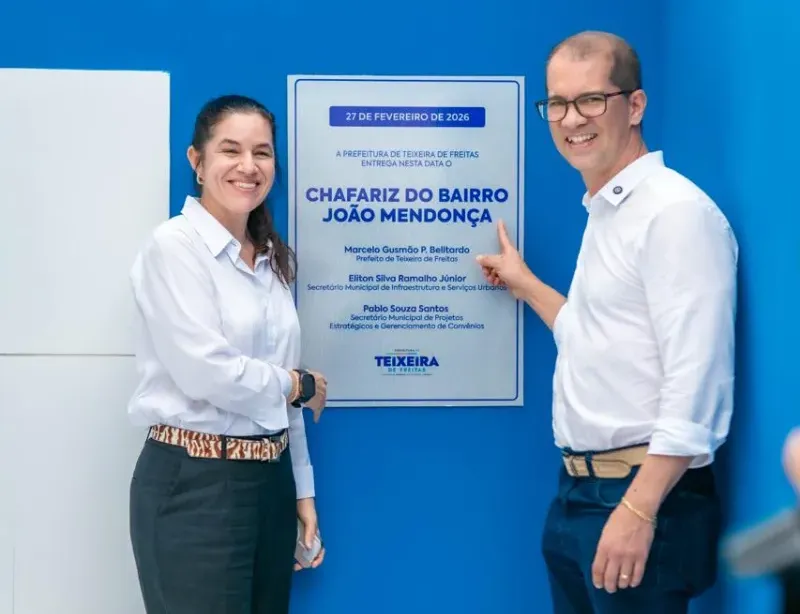 27 DE FEVEREIRO DE 2026
A PREFEITURA DE TEIXEIRA DE FREITAS
ENTREGA NESTA DATA O
CHAFARIZ DO BAIRRO
JOÃO MENDONÇA
Marcelo Gusmão P. Belitardo
Prefeito de Teixeira de Freitas
Eliton Silva Ramalho Júnior
Secretário Municipal de Infraestrutura e Serviços Urbanos
Pablo Souza Santos
Secretário Municipal de Projetos
Estratégicos e Gerenciamento de Convênios
PREFEITURA DE
TEIXEIRA
DE FREITAS